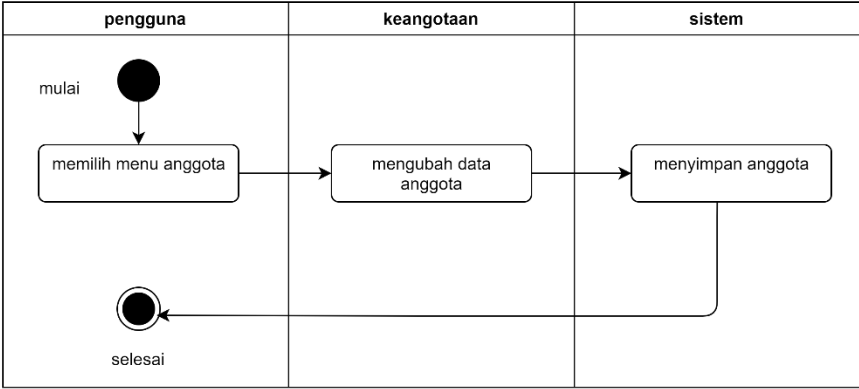 pengguna
keangotaan
sistem
mulai
memilih menu anggota
mengubah data
anggota
menyimpan anggota
selesai